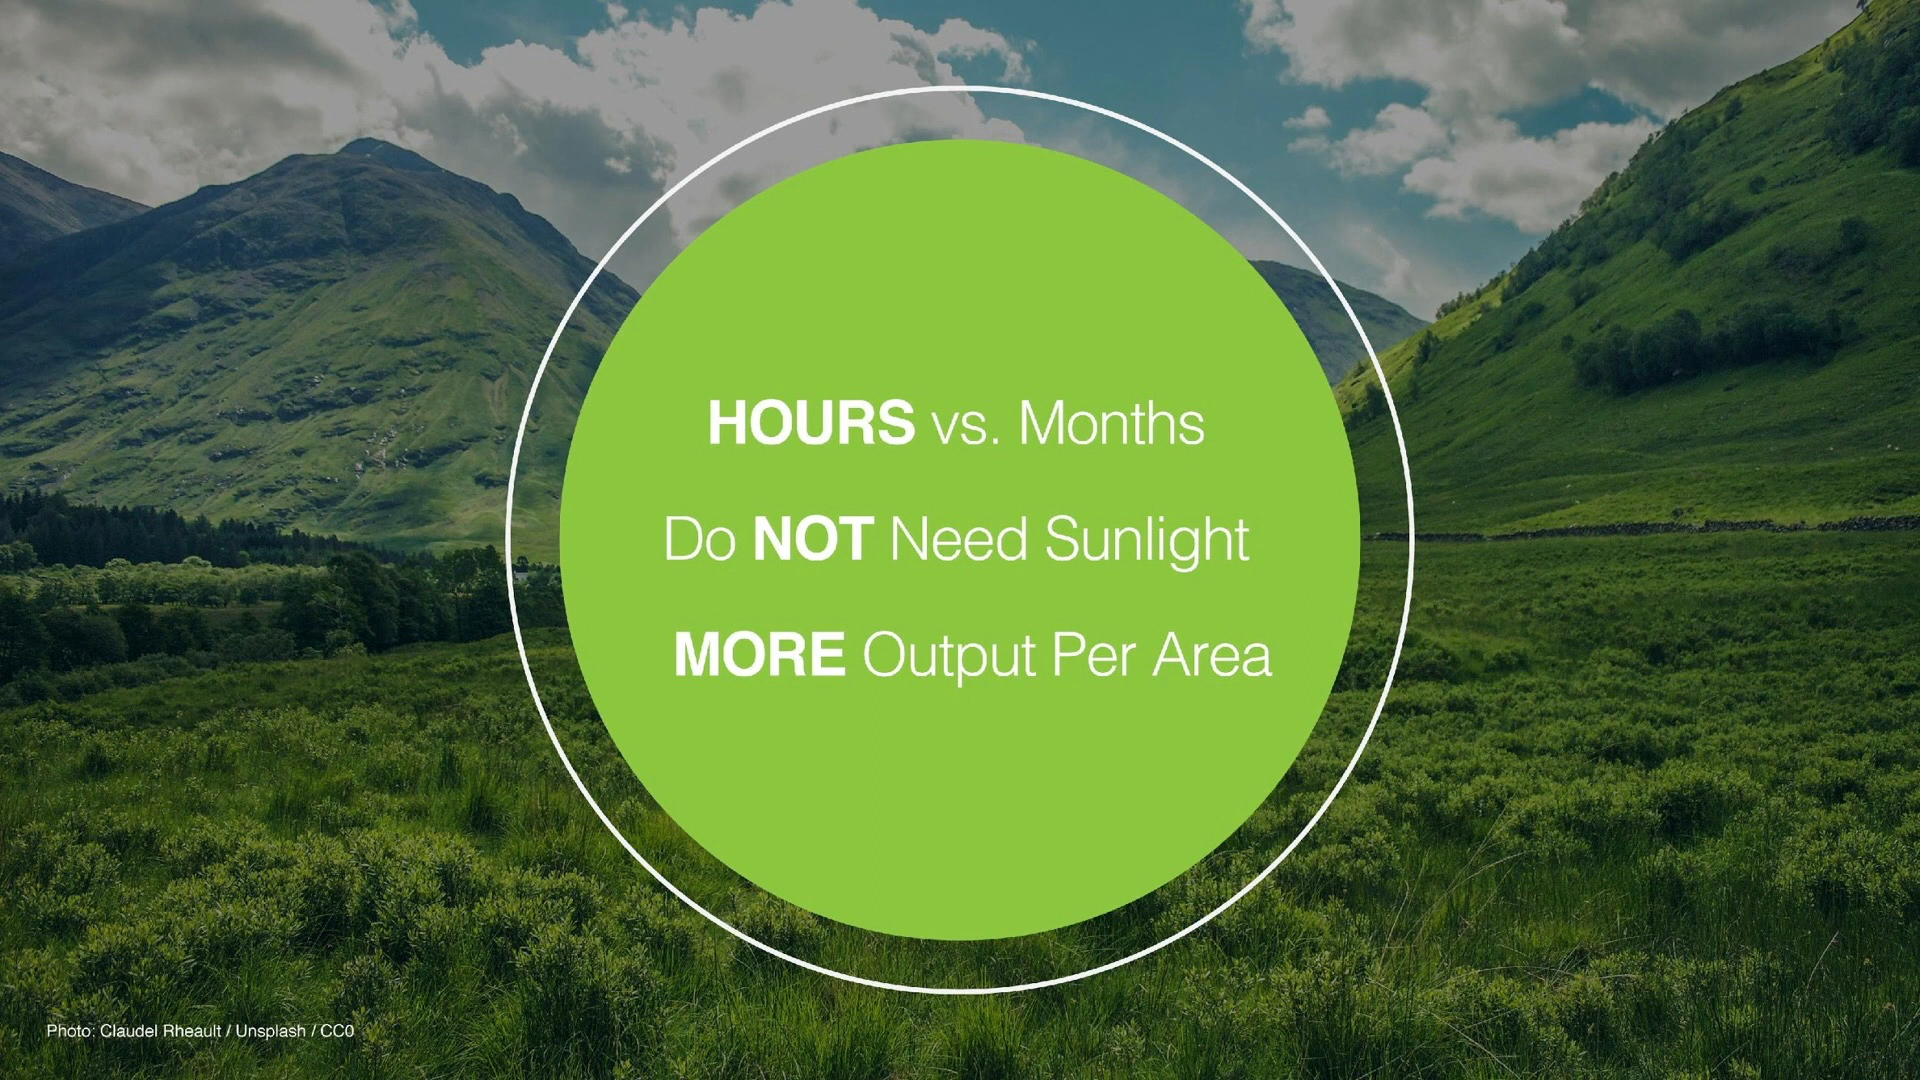 HOURS vs. Months
Do NOT Need Sunlight
MORE Output Per Area
Photo: Claudel Rheault / Unsplash / CC0